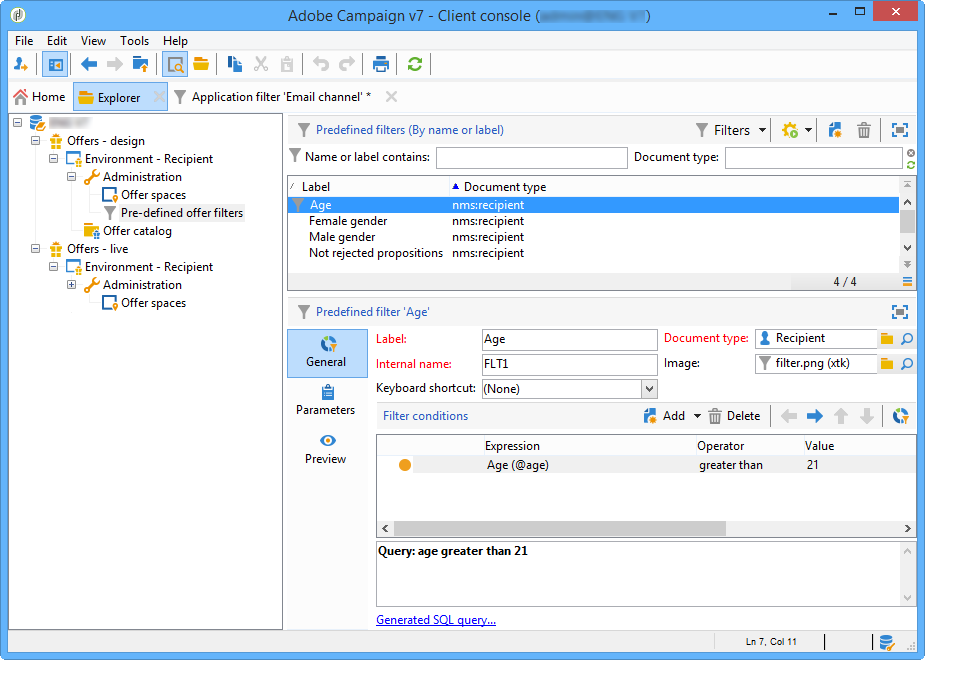 Adobe Campaign v7 - Client console (
File Edit View Tools Help
Home Explorer Application filter 'Email channel' *
Offers - design
Environment - Recipient
Administration
Offer spaces
Pre-defined offer filters
Offer catalog
Offers - live
Environment - Recipient
Administration
Offer spaces
Predefined filters (By name or label) Filters
Name or label contains: Document type:
Label Document type
Age nms:recipient
Female gender nms:recipient
Male gender nms:recipient
Not rejected propositions nms:recipient
4 / 4
Predefined filter 'Age'
General
Parameters
Preview
Label: Age Document type: Recipient
Internal name: FLT1 Image: filter.png (xtk)
Keyboard shortcut: (None)
Filter conditions Add Delete
Expression Operator Value
Age (@age) greater than 21
Query: age greater than 21
Generated SQL query...
Ln 7, Col 11